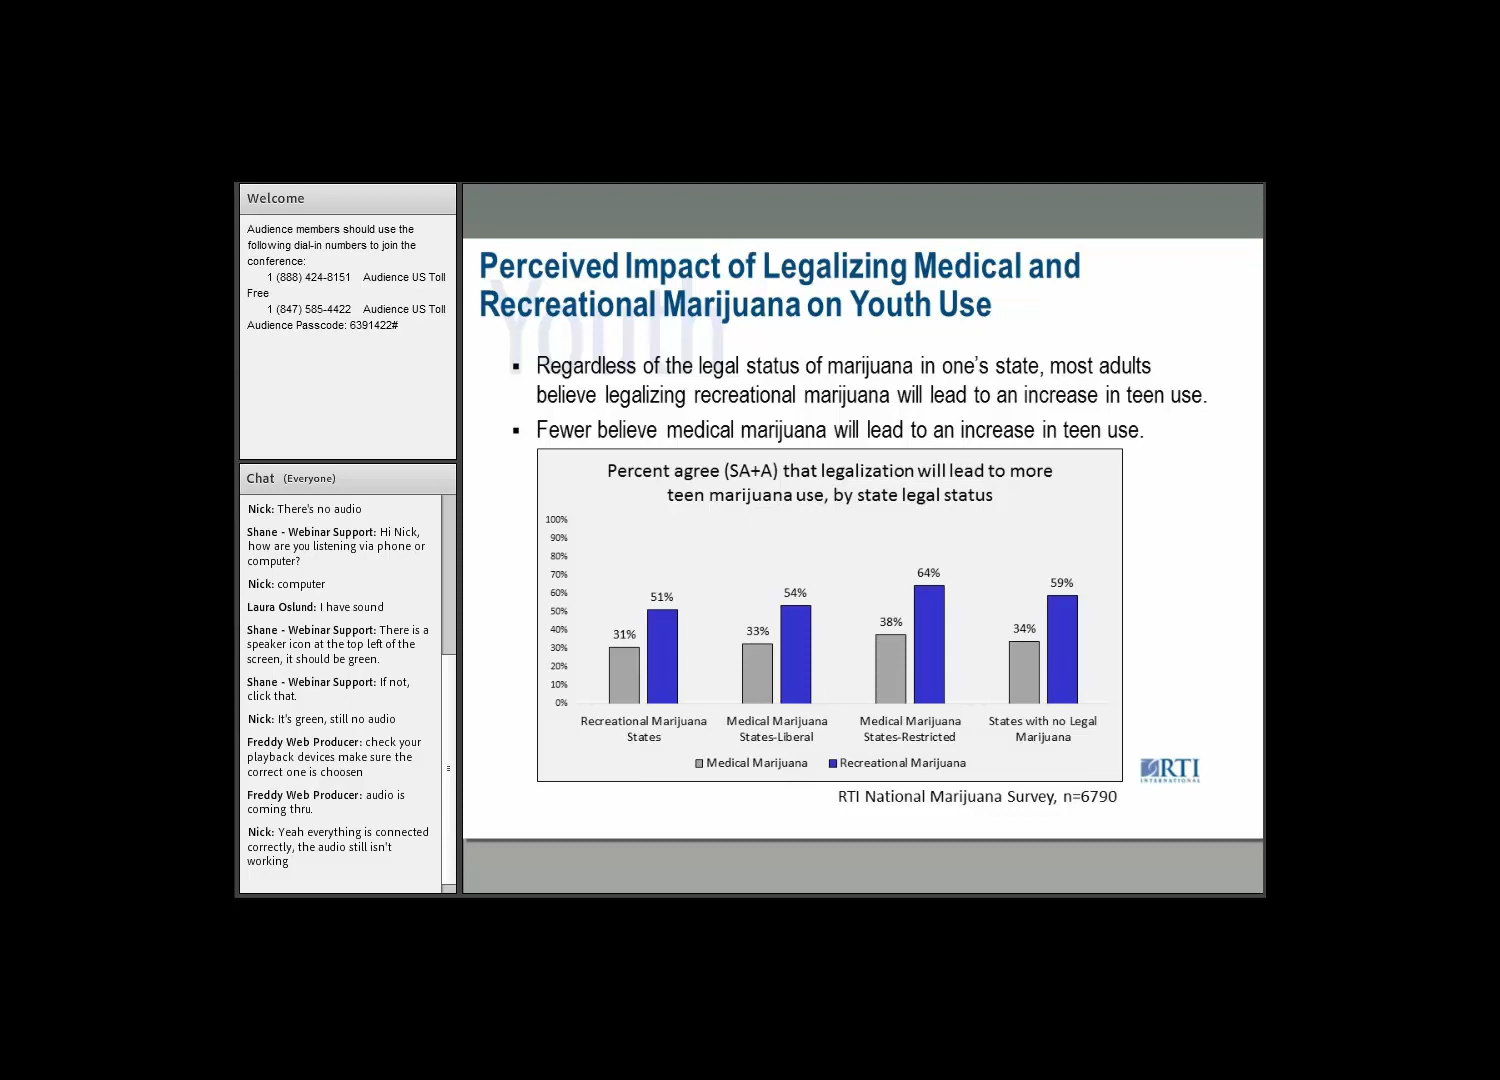 Welcome
Audience members should use the
following dial-in numbers to join the
conference:
1 (888) 424-8151 Audience US Toll
Free
1 (847) 585-4422 Audience US Toll
Audience Passcode: 6391422#
Chat (Everyone)
Nick: There's no audio
Shane - Webinar Support: Hi Nick,
how are you listening via phone or
computer?
Nick: computer
Laura Oslund: I have sound
Shane - Webinar Support: There is a
speaker icon at the top left of the
screen, it should be green.
Shane - Webinar Support: If not,
click that.
Nick: It's green, still no audio
Freddy Web Producer: check your
playback devices make sure the
correct one is choosen
Freddy Web Producer: audio is
coming thru.
Nick: Yeah everything is connected
correctly, the audio still isn't
working
Youth
Perceived Impact of Legalizing Medical and
Recreational Marijuana on Youth Use
▪ Regardless of the legal status of marijuana in one's state, most adults
believe legalizing recreational marijuana will lead to an increase in teen use.
▪ Fewer believe medical marijuana will lead to an increase in teen use.
Percent agree (SA+A) that legalization will lead to more
teen marijuana use, by state legal status
100%
90%
80%
70%
60%
50%
40%
30%
20%
10%
0%
31% 51% 33% 54% 38% 64% 34% 59%
Recreational Marijuana Medical Marijuana Medical Marijuana States with no Legal
States States-Liberal States-Restricted Marijuana
Medical Marijuana Recreational Marijuana
RTI
INTERNATIONAL
RTI National Marijuana Survey, n=6790